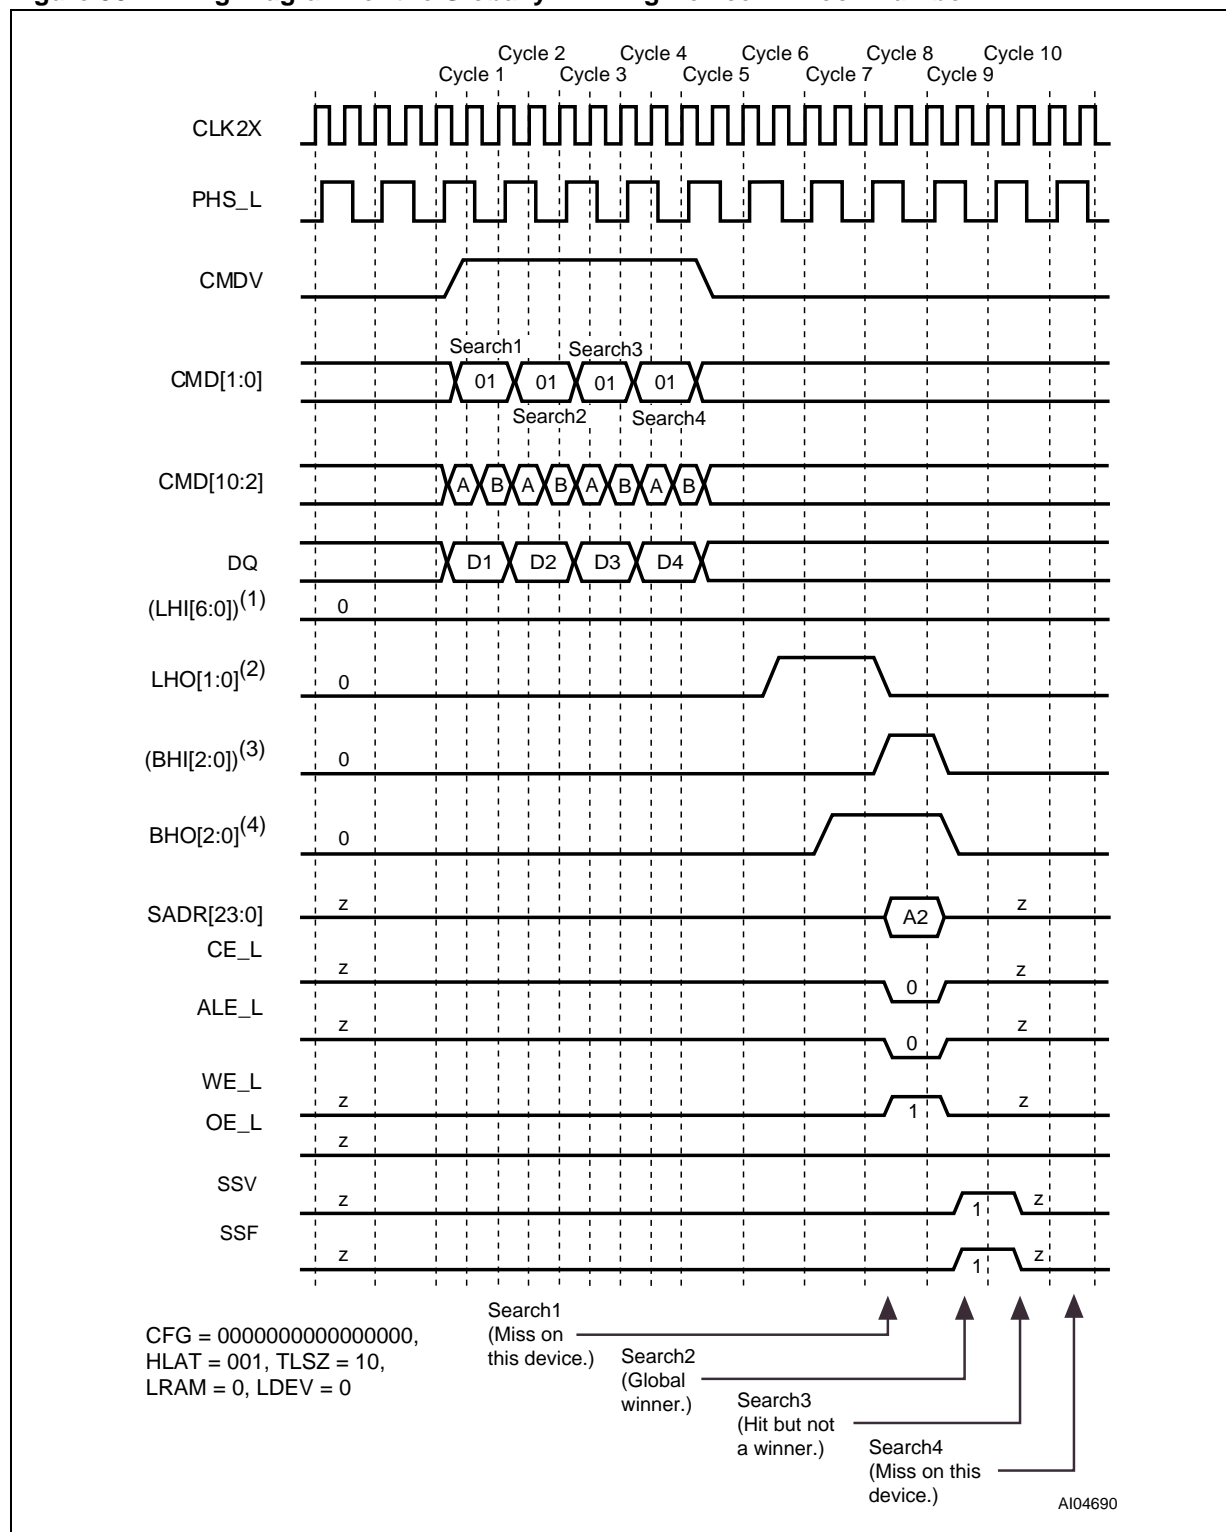 Cycle 2 Cycle 4 Cycle 6 Cycle 8 Cycle 10
Cycle 1 Cycle 3 Cycle 5 Cycle 7 Cycle 9
CLK2X
PHS_L
CMDV
Search1 Search3
CMD[1:0] 01 01 01 01
Search2 Search4
CMD[10:2] A B A B A B A B
DQ D1 D2 D3 D4
(LHI[6:0])(1) 0
LHO[1:0](2) 0
(BHI[2:0])(3) 0
BHO[2:0](4) 0
SADR[23:0] z A2 z
CE_L
z 0 z
ALE_L
z 0 z
WE_L
z 1 z
OE_L
z
SSV
z 1 z
SSF
z 1 z
CFG = 0000000000000000,
HLAT = 001, TLSZ = 10,
LRAM = 0, LDEV = 0
Search1
(Miss on
this device.)
Search2
(Global
winner.)
Search3
(Hit but not
a winner.)
Search4
(Miss on this
device.)
AI04690